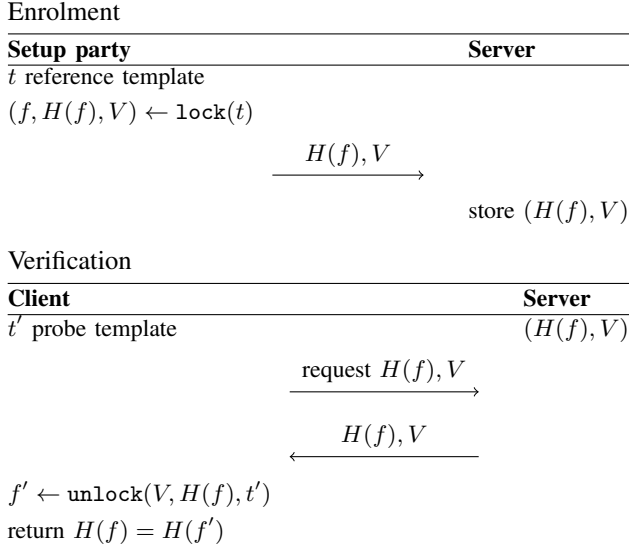 Enrolment
Setup party Server
t reference template
(f, H(f), V) ← lock(t)
H(f), V
store (H(f), V)
Verification
Client Server
t′ probe template (H(f), V)
request H(f), V
H(f), V
f′ ← unlock(V, H(f), t′)
return H(f) = H(f′)